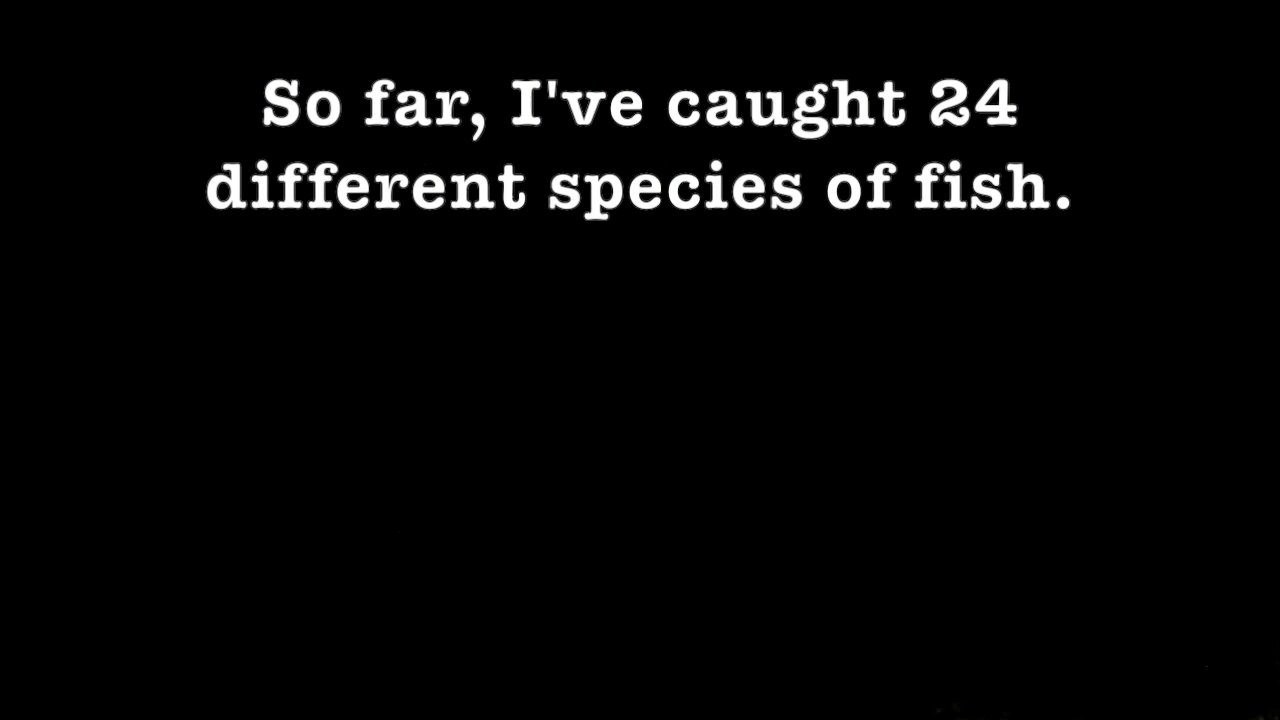 So far, I've caught 24
different species of fish.